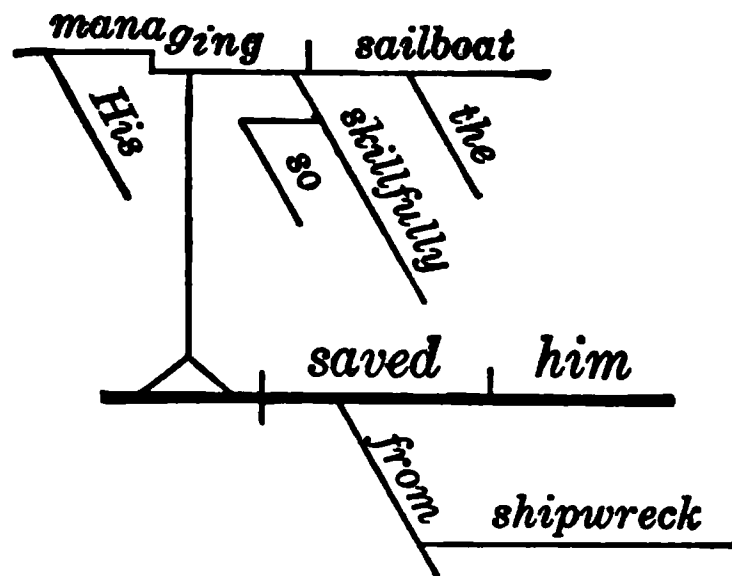 managing sailboat
His so skillfully the
saved him
from
shipwreck